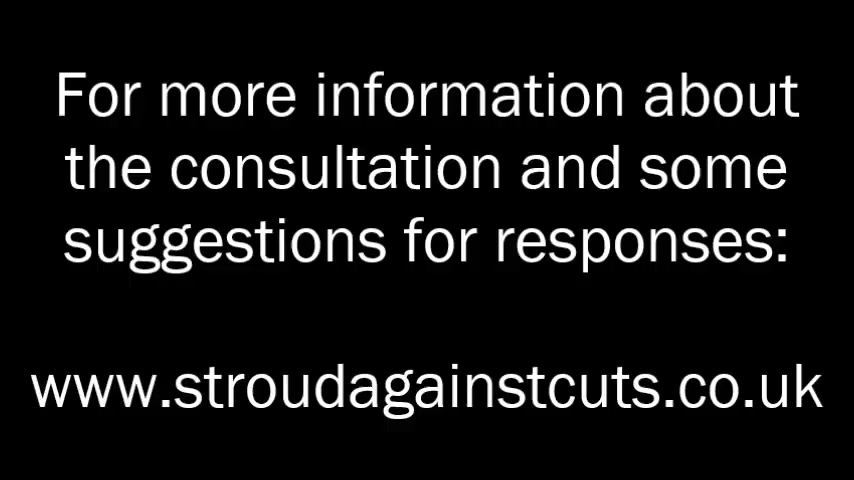 For more information about
the consultation and some
suggestions for responses:
www.stroudagainstcuts.co.uk